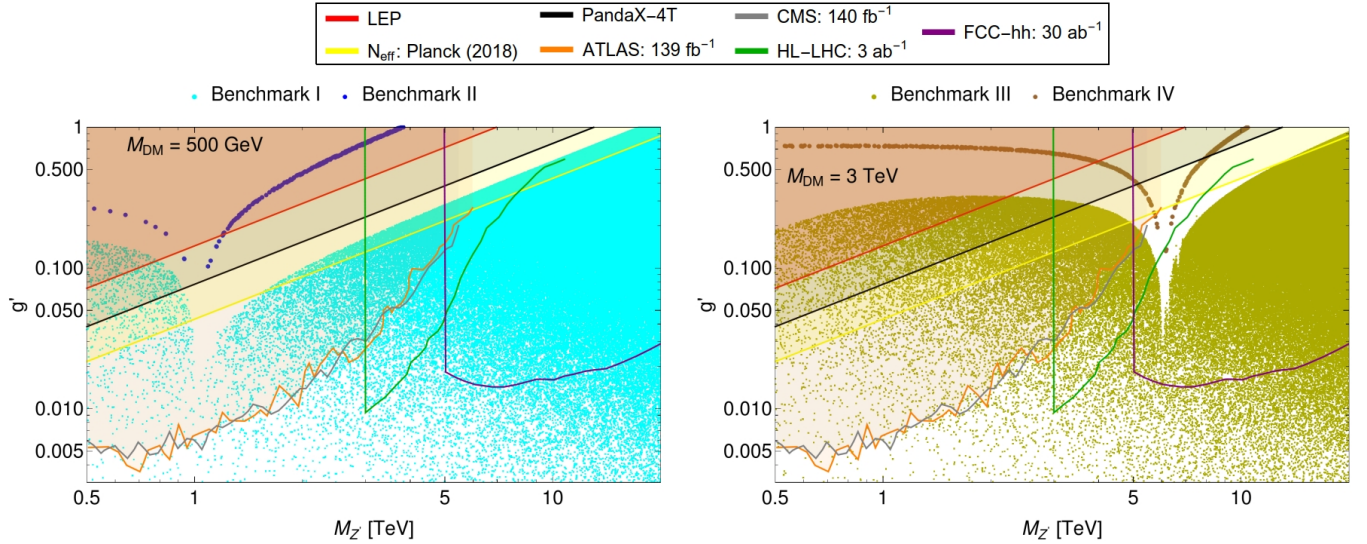 LEP
PandaX−4T
CMS: 140 fb⁻¹
FCC−hh: 30 ab⁻¹
N_eff: Planck (2018)
ATLAS: 139 fb⁻¹
HL−LHC: 3 ab⁻¹
Benchmark I
Benchmark II
M_DM = 500 GeV
1
0.500
0.100
0.050
0.010
0.005
g'
0.5
1
5
10
M_Z' [TeV]
Benchmark III
Benchmark IV
M_DM = 3 TeV
1
0.500
0.100
0.050
0.010
0.005
g'
0.5
1
5
10
M_Z' [TeV]